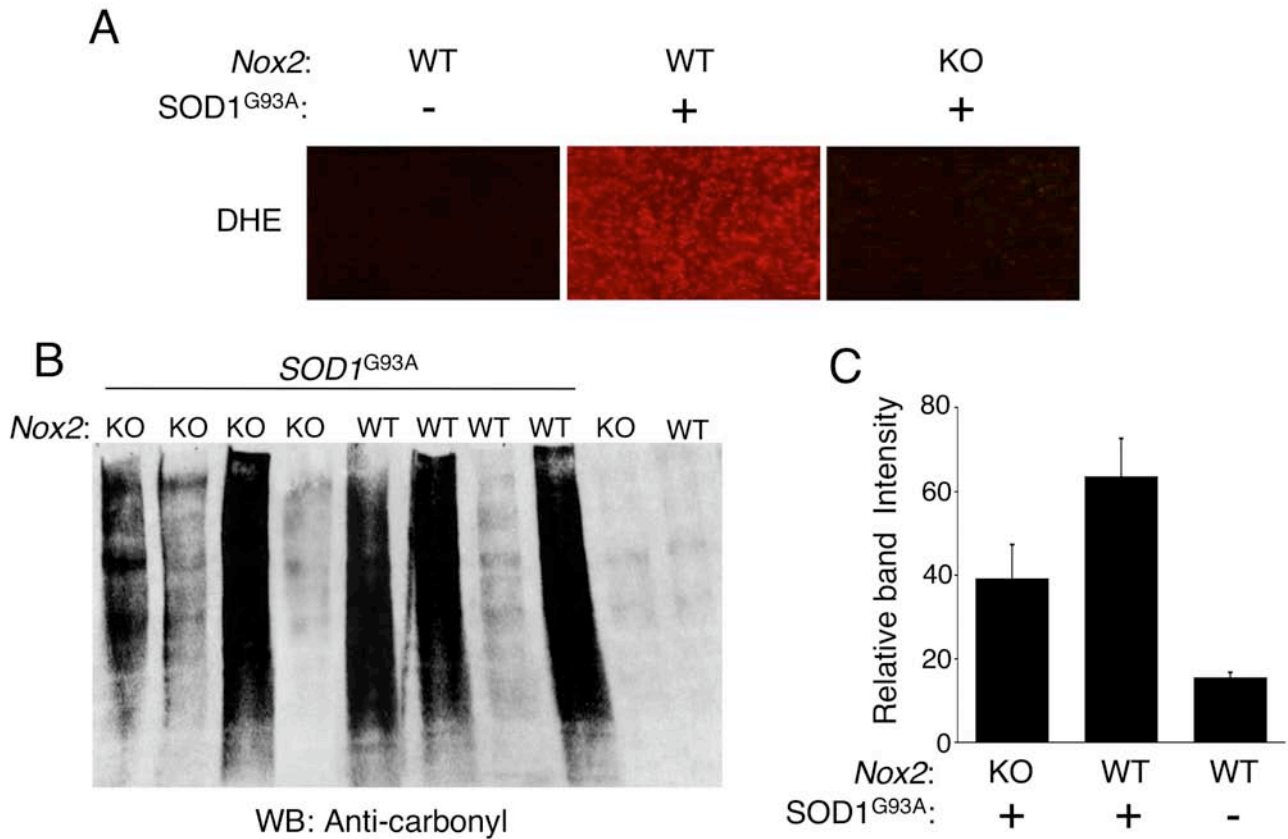 A
Nox2: WT WT KO
SOD1G93A: - + +
DHE
B
SOD1G93A
Nox2: KO KO KO KO WT WT WT WT KO WT
WB: Anti-carbonyl
C
Relative band Intensity
80
60
40
20
0
Nox2: KO WT WT
SOD1G93A: + + -